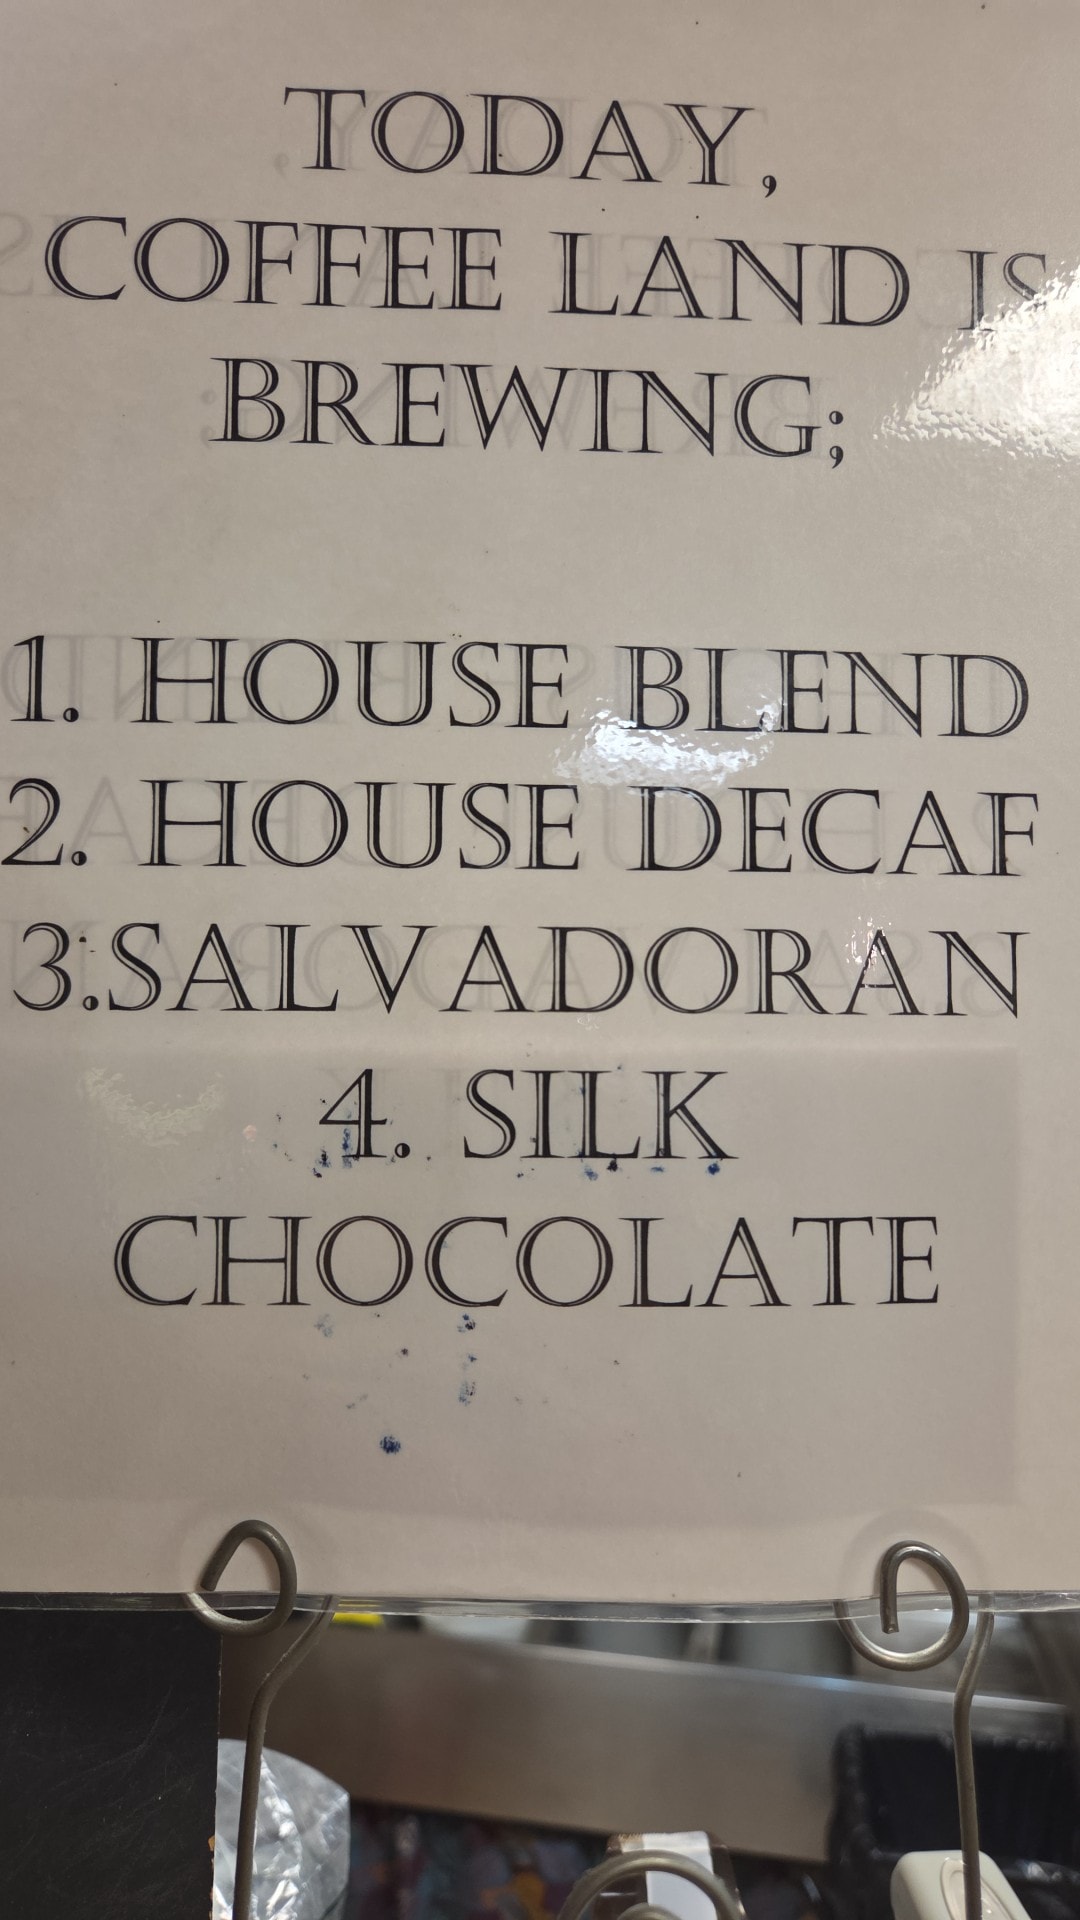 TODAY,
COFFEE LAND IS
BREWING;
1. HOUSE BLEND
2. HOUSE DECAF
3.SALVADORAN
4. SILK
CHOCOLATE